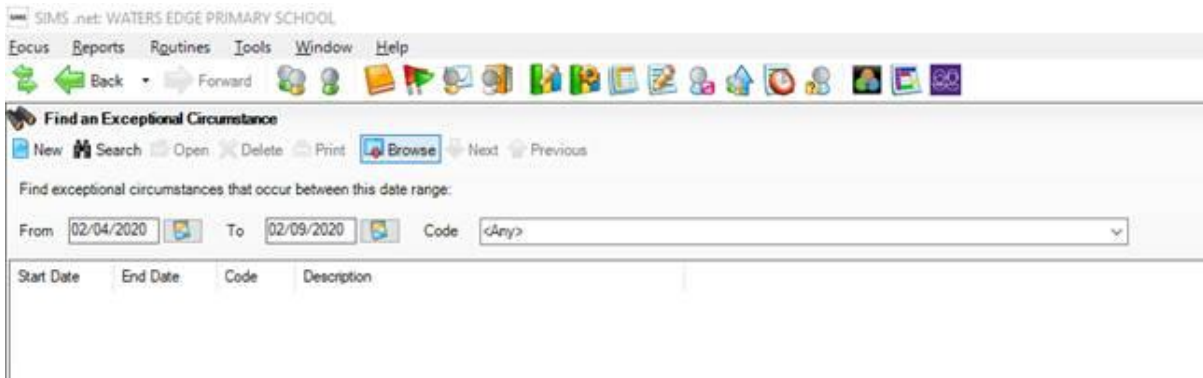 SIMS .net: WATERS EDGE PRIMARY SCHOOL
Focus Reports Routines Tools Window Help
Back Forward
Find an Exceptional Circumstance
New Search Open Delete Print Browse Next Previous
Find exceptional circumstances that occur between this date range:
From 02/04/2020 To 02/09/2020 Code <Any>
Start Date End Date Code Description